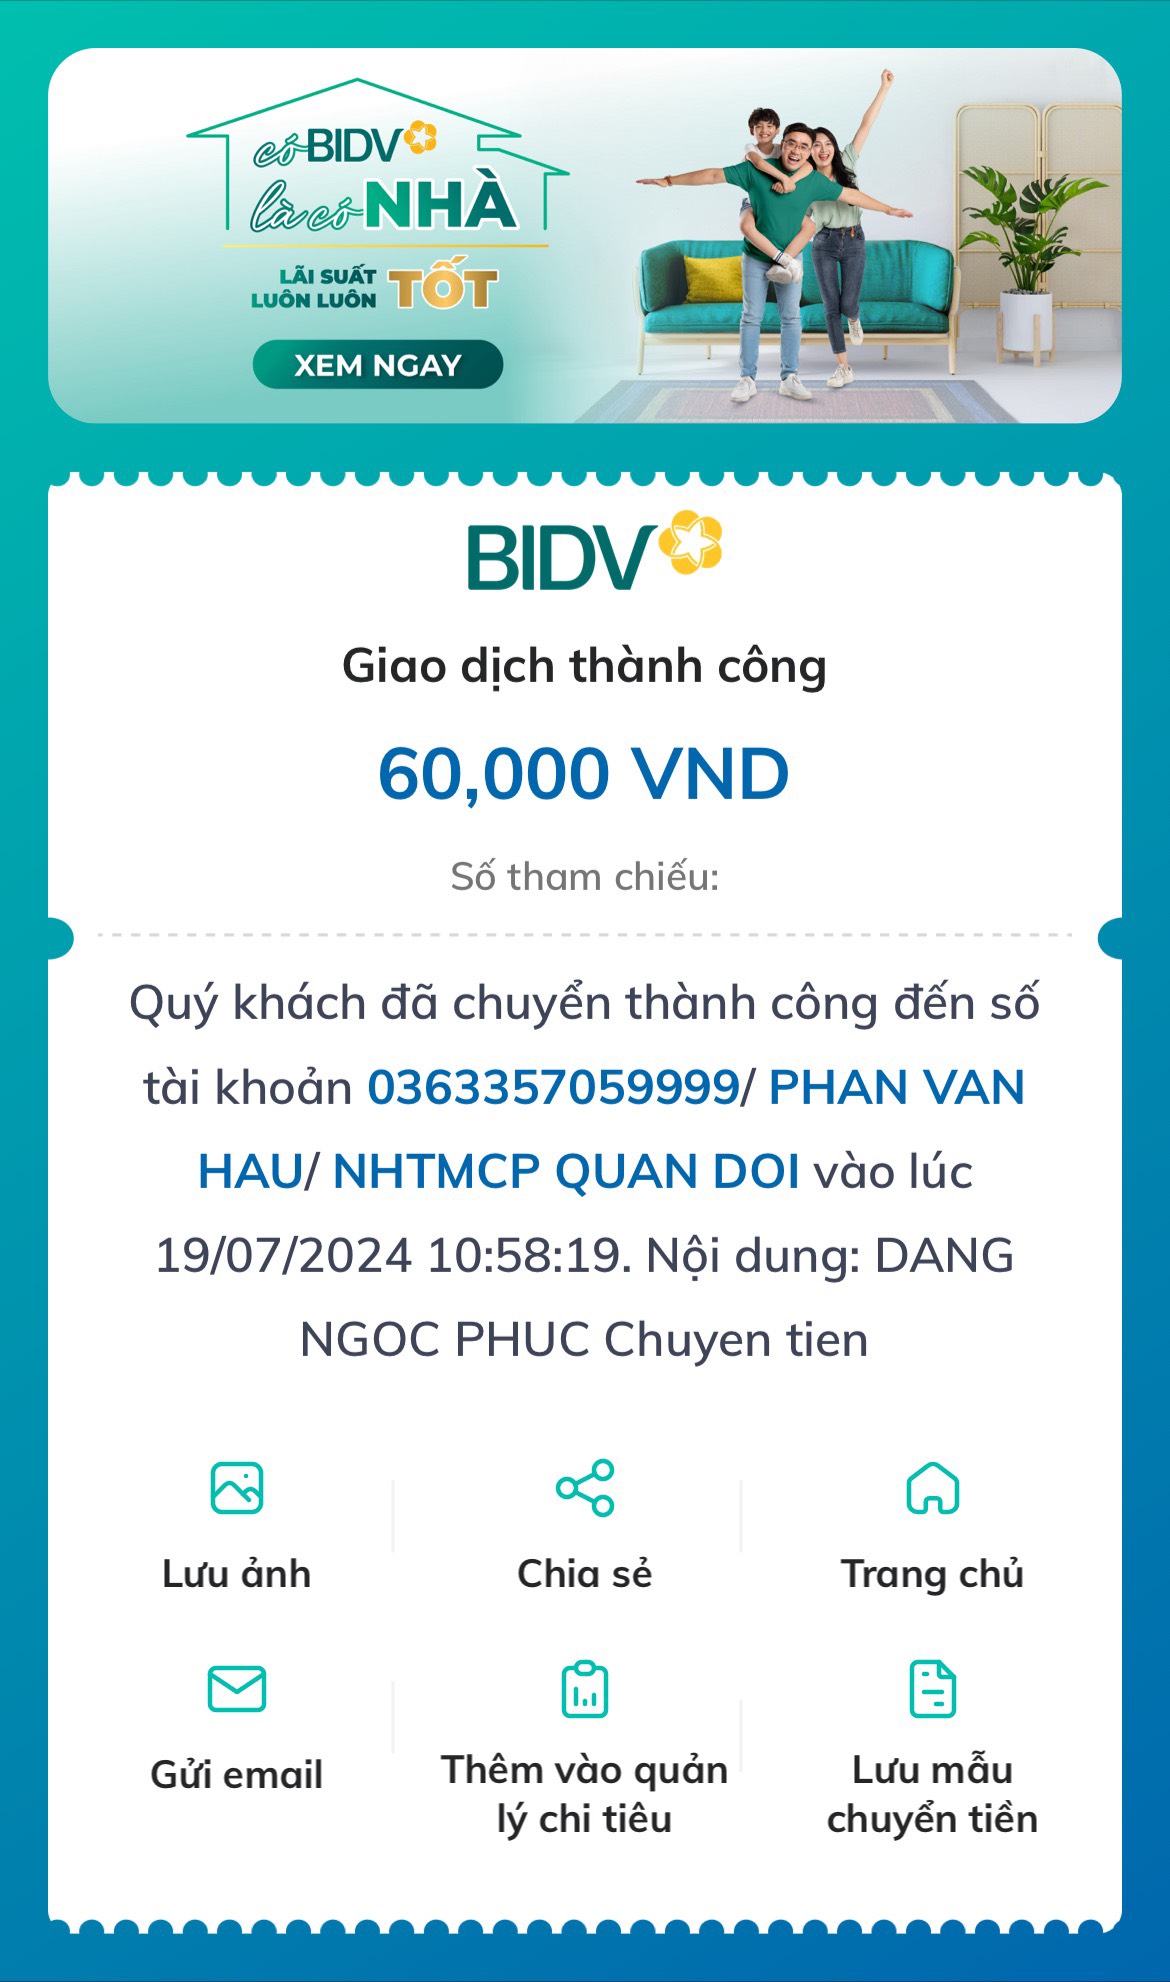 có BIDV
là có NHÀ
LÃI SUẤT
LUÔN LUÔN TỐT
XEM NGAY
BIDV
Giao dịch thành công
60,000 VND
Số tham chiếu:
Quý khách đã chuyển thành công đến số
tài khoản 0363357059999/ PHAN VAN
HAU/ NHTMCP QUAN DOI vào lúc
19/07/2024 10:58:19. Nội dung: DANG
NGOC PHUC Chuyen tien
Lưu ảnh
Chia sẻ
Trang chủ
Gửi email
Thêm vào quản
lý chi tiêu
Lưu mẫu
chuyển tiền